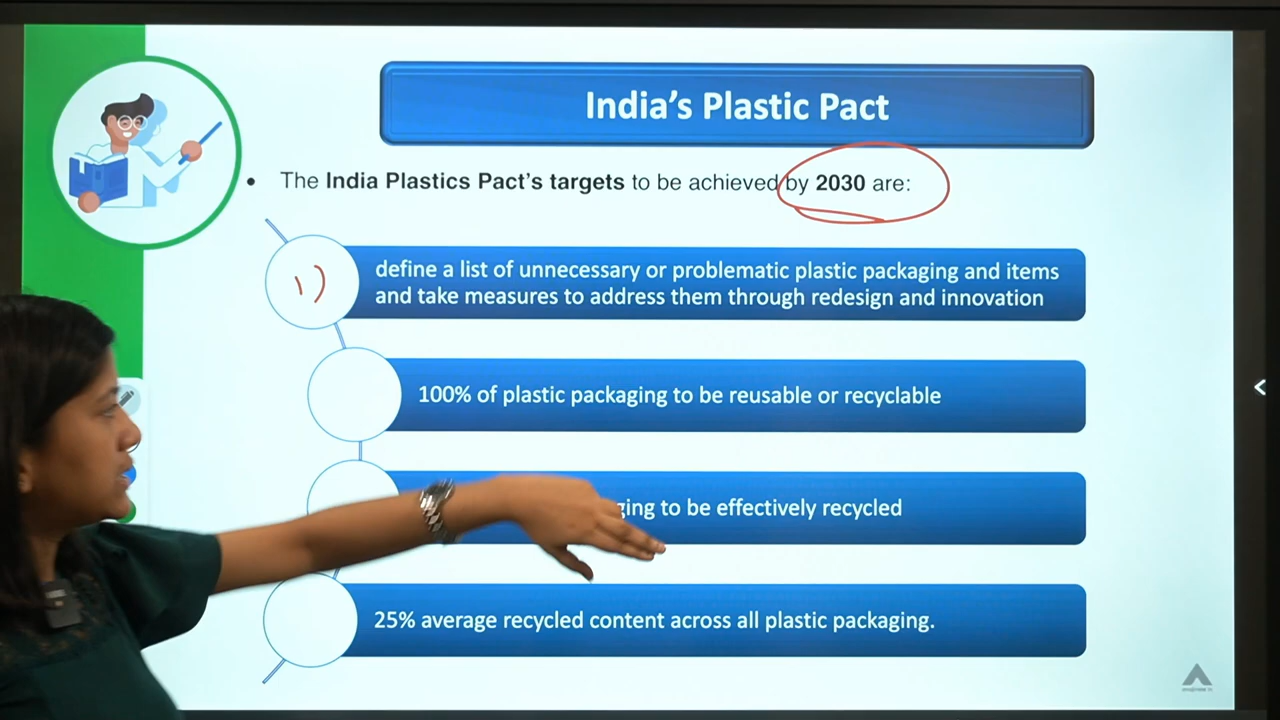 India's Plastic Pact
• The India Plastics Pact's targets to be achieved by 2030 are:
1)
define a list of unnecessary or problematic plastic packaging and items
and take measures to address them through redesign and innovation
100% of plastic packaging to be reusable or recyclable
to be effectively recycled
25% average recycled content across all plastic packaging.